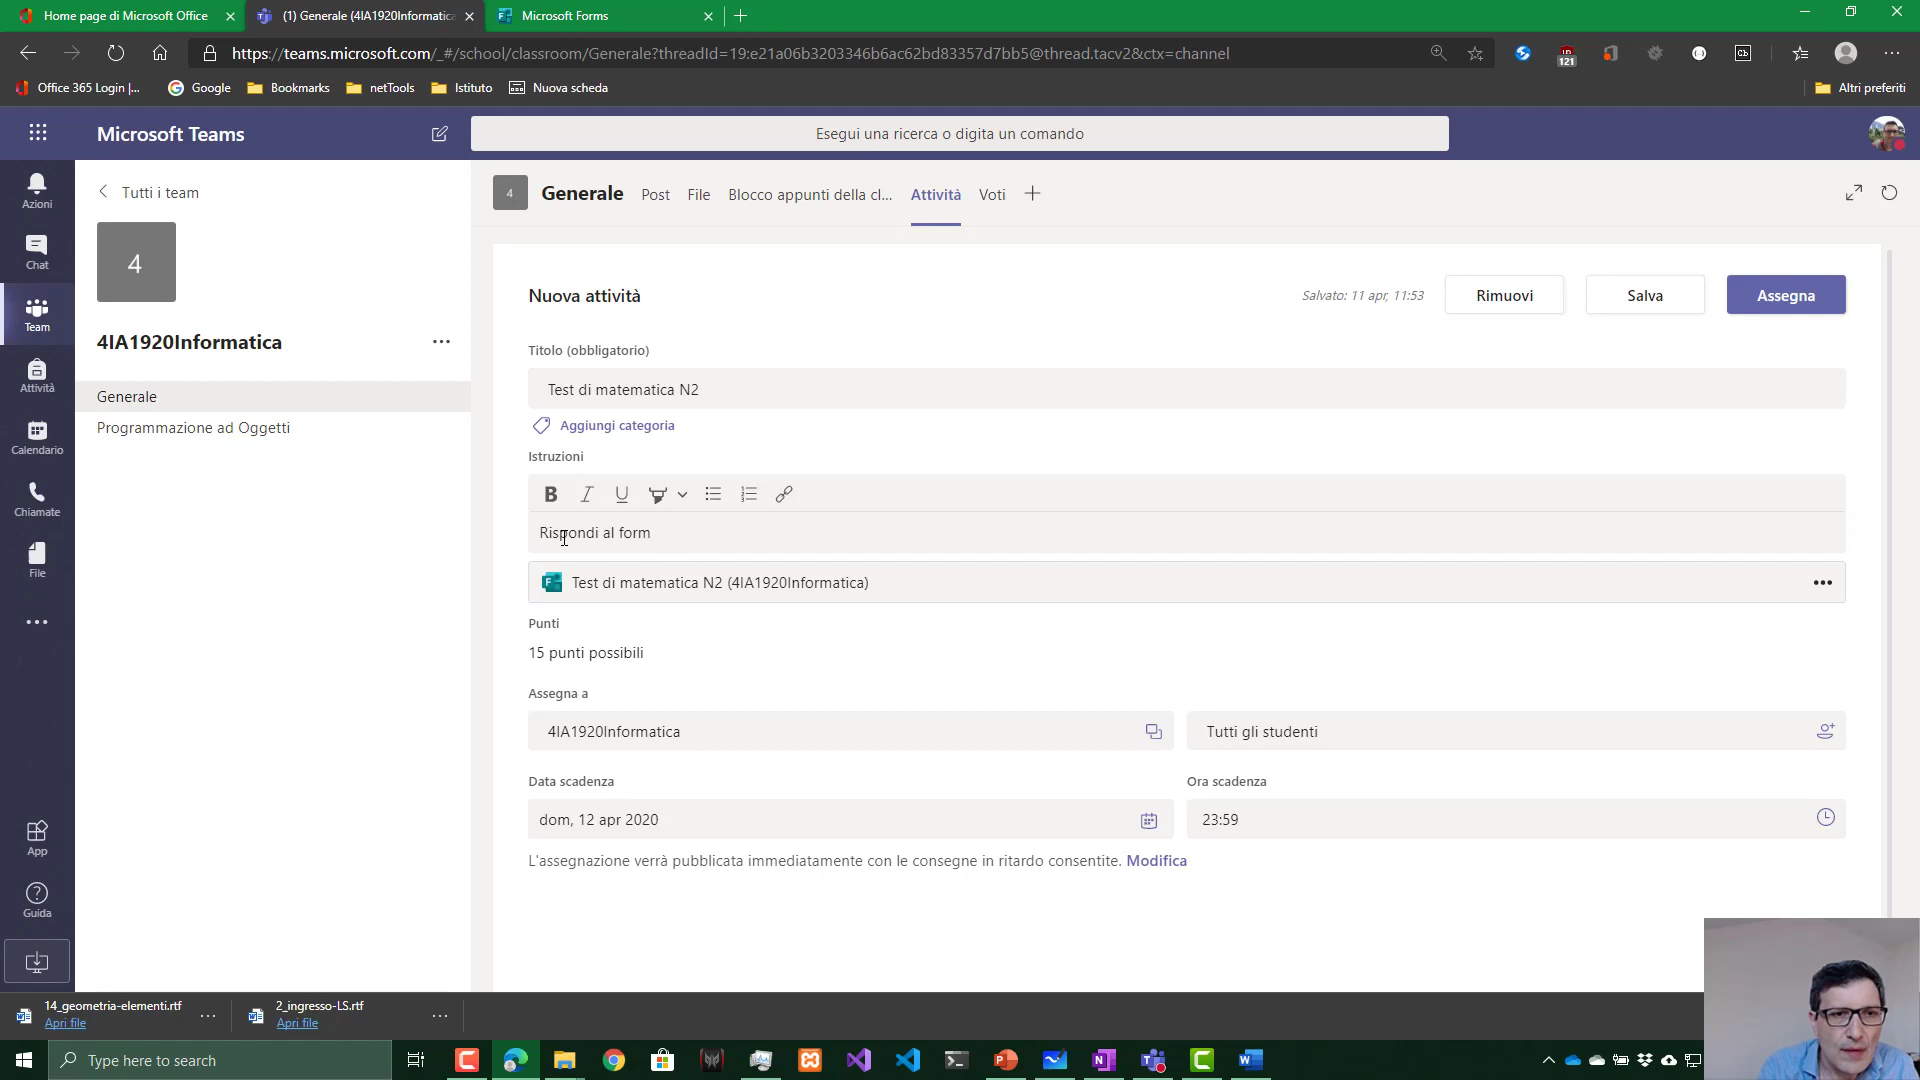 Home page di Microsoft Office
(1) Generale (4IA1920Informatica
Microsoft Forms
https://teams.microsoft.com/_#/school/classroom/Generale?threadId=19:e21a06b3203346b6ac62bd83357d7bb5@thread.tacv2&ctx=channel
121
Office 365 Login |...
Google
Bookmarks
netTools
Istituto
Nuova scheda
Altri preferiti
Microsoft Teams
Esegui una ricerca o digita un comando
Azioni
Chat
Team
Attività
Calendario
Chiamate
File
App
Guida
Tutti i team
4
4IA1920Informatica
Generale
Programmazione ad Oggetti
4
Generale
Post
File
Blocco appunti della cl...
Attività
Voti
Nuova attività
Salvato: 11 apr, 11:53
Rimuovi
Salva
Assegna
Titolo (obbligatorio)
Test di matematica N2
Aggiungi categoria
Istruzioni
B I U
Rispondi al form
Test di matematica N2 (4IA1920Informatica)
Punti
15 punti possibili
Assegna a
4IA1920Informatica
Tutti gli studenti
Data scadenza
Ora scadenza
dom, 12 apr 2020
23:59
L'assegnazione verrà pubblicata immediatamente con le consegne in ritardo consentite. Modifica
14_geometria-elementi.rtf
Apri file
2_ingresso-LS.rtf
Apri file
Type here to search